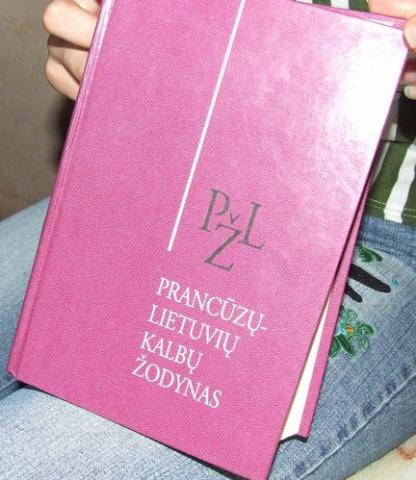 PŽL
PRANCŪZŲ-
LIETUVIŲ
KALBŲ
ŽODYNAS